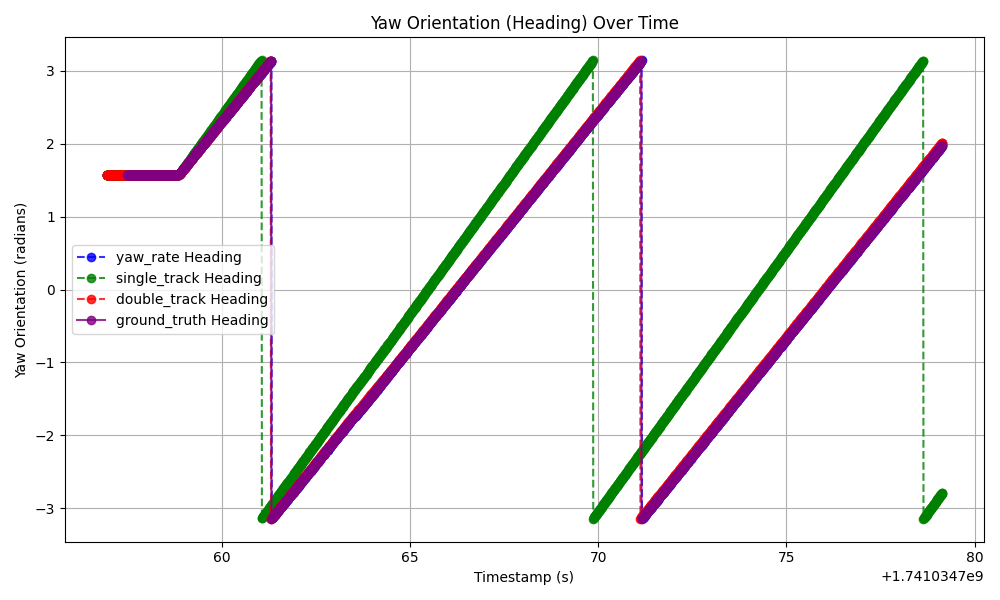 Yaw Orientation (Heading) Over Time
Yaw Orientation (radians)
3
2
1
0
−1
−2
−3
yaw_rate Heading
single_track Heading
double_track Heading
ground_truth Heading
60 65 70 75 80
Timestamp (s)
+1.7410347e9